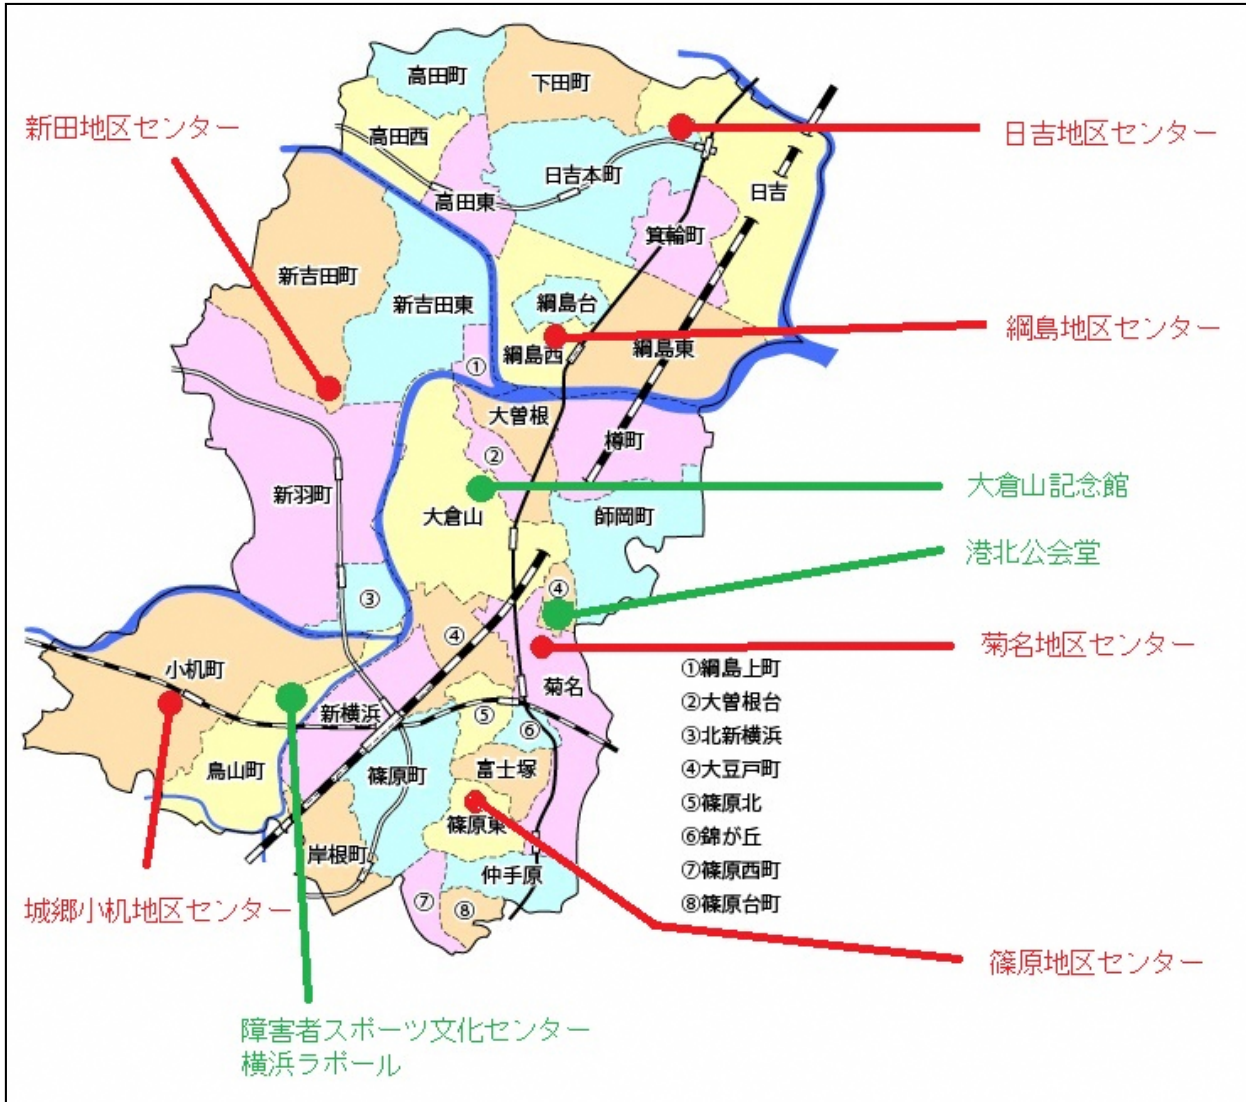 高田町
下田町
新田地区センター
高田西
日吉地区センター
日吉本町
日吉
高田東
箕輪町
新吉田町
新吉田東
綱島台
綱島地区センター
綱島西
綱島東
①
大曽根
樽町
②
新羽町
大倉山
師岡町
大倉山記念館
港北公会堂
③
④
④
菊名地区センター
小机町
菊名
新横浜
⑤
⑥
鳥山町
篠原町
富士塚
篠原東
岸根町
仲手原
⑦
⑧
①綱島上町
②大曽根台
③北新横浜
④大豆戸町
⑤篠原北
⑥錦が丘
⑦篠原西町
⑧篠原台町
城郷小机地区センター
篠原地区センター
障害者スポーツ文化センター
横浜ラポール